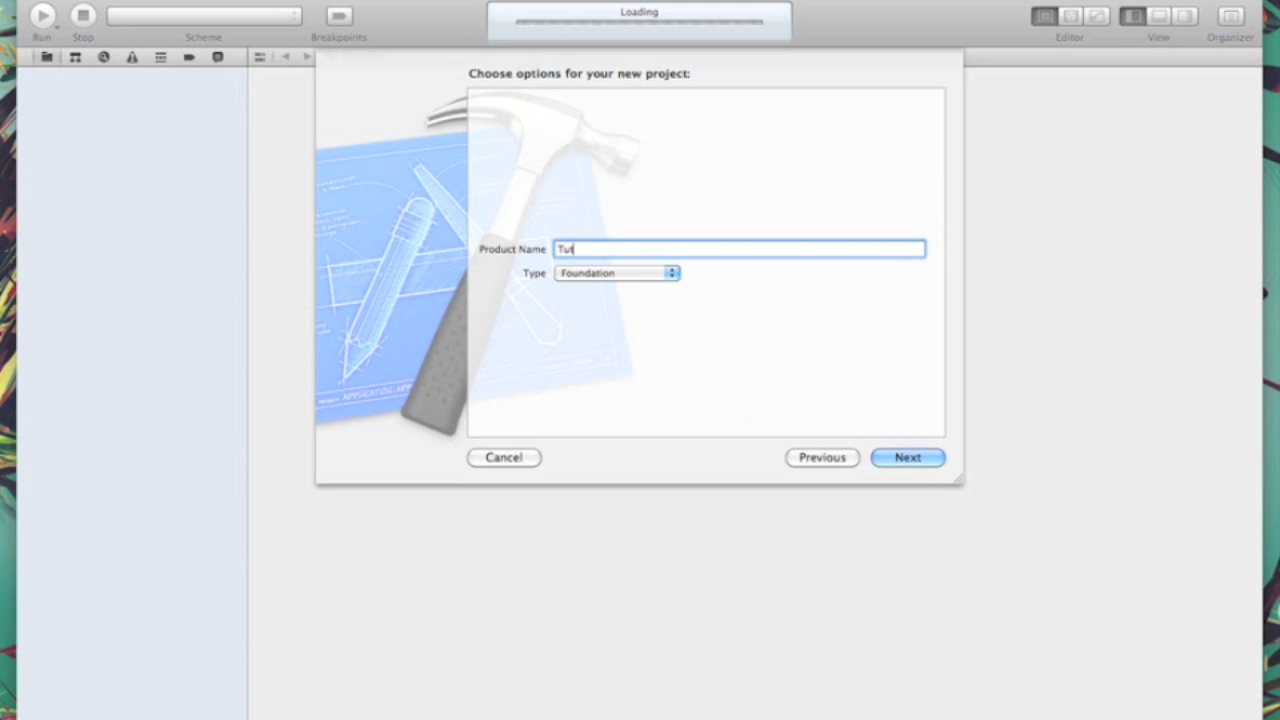 Loading
Run Stop Scheme Breakpoints Editor View Organizer
Choose options for your new project:
Product Name Tut
Type Foundation
Cancel Previous Next